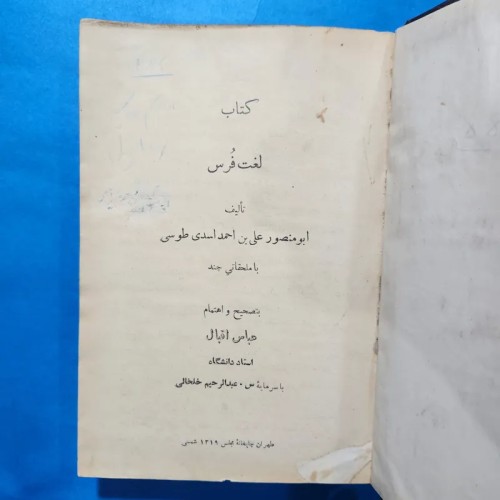 کتاب
لغت فُرس
تألیف
ابومنصور علی بن احمد اسدی طوسی
با ملحقاتی چند
بتصحیح و اهتمام
عباس اقبال
استاد دانشگاه
با سرمایهٔ س . عبدالرحیم خلخالی
طهران چاپخانهٔ مجلس ۱۳۱۹ شمسی